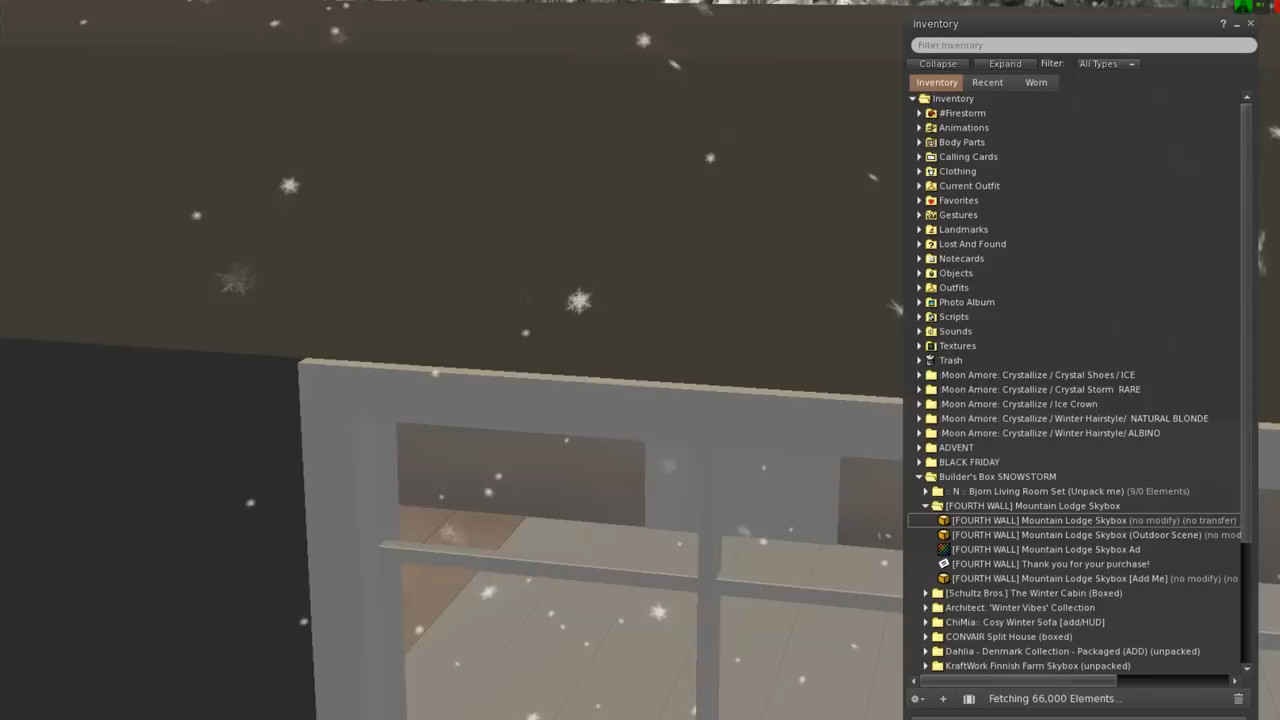 Inventory
Filter Inventory
Collapse Expand Filter: All Types
Inventory Recent Worn
Inventory
#Firestorm
Animations
Body Parts
Calling Cards
Clothing
Current Outfit
Favorites
Gestures
Landmarks
Lost And Found
Notecards
Objects
Outfits
Photo Album
Scripts
Sounds
Textures
Trash
:Moon Amore: Crystallize / Crystal Shoes / ICE
:Moon Amore: Crystallize / Crystal Storm RARE
:Moon Amore: Crystallize / Ice Crown
:Moon Amore: Crystallize / Winter Hairstyle/ NATURAL BLONDE
:Moon Amore: Crystallize / Winter Hairstyle/ ALBINO
ADVENT
BLACK FRIDAY
Builder's Box SNOWSTORM
:: N :: Bjorn Living Room Set (Unpack me) (9/0 Elements)
[FOURTH WALL] Mountain Lodge Skybox
[FOURTH WALL] Mountain Lodge Skybox (no modify) (no transfer)
[FOURTH WALL] Mountain Lodge Skybox (Outdoor Scene) (no mod
[FOURTH WALL] Mountain Lodge Skybox Ad
[FOURTH WALL] Thank you for your purchase!
[FOURTH WALL] Mountain Lodge Skybox [Add Me] (no modify) (no
[Schultz Bros.] The Winter Cabin (Boxed)
Architect. 'Winter Vibes' Collection
ChiMia:: Cosy Winter Sofa [add/HUD]
CONVAIR Split House (boxed)
Dahlia - Denmark Collection - Packaged (ADD) (unpacked)
KraftWork Finnish Farm Skybox (unpacked)
Fetching 66,000 Elements...